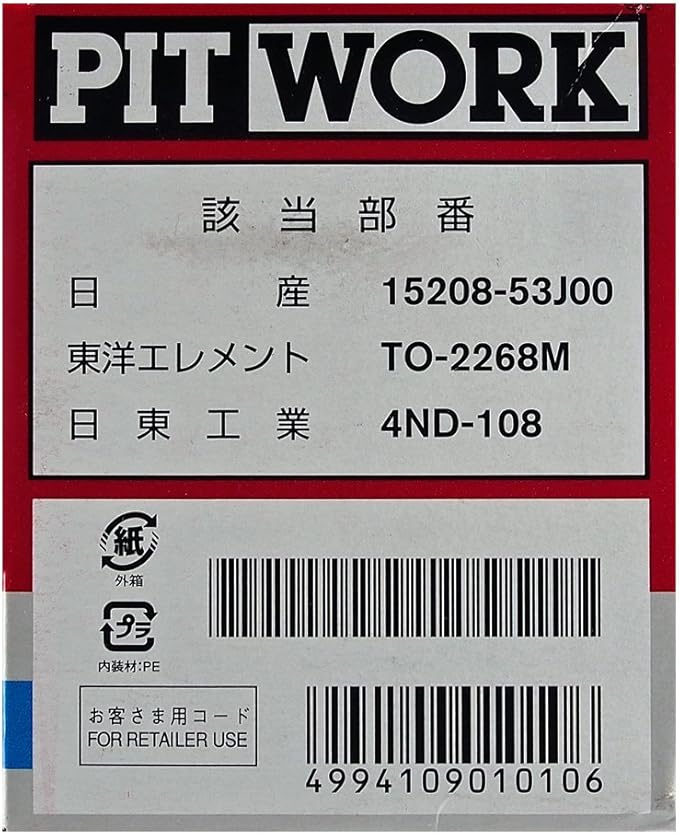 PIT WORK
該当部番
日産 15208-53J00
東洋エレメント TO-2268M
日東工業 4ND-108
紙
外箱
プラ
内装材:PE
お客さま用コード
FOR RETAILER USE
4994109010106